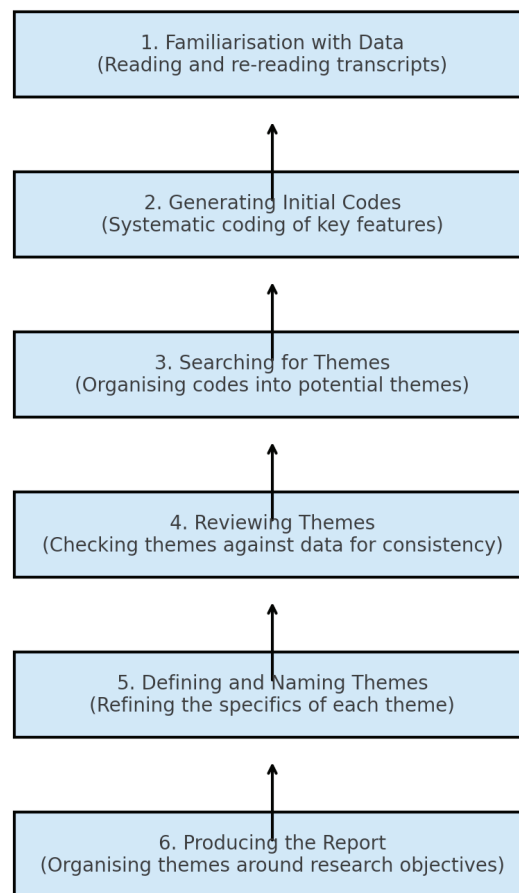 1. Familiarisation with Data
(Reading and re-reading transcripts)
2. Generating Initial Codes
(Systematic coding of key features)
3. Searching for Themes
(Organising codes into potential themes)
4. Reviewing Themes
(Checking themes against data for consistency)
5. Defining and Naming Themes
(Refining the specifics of each theme)
6. Producing the Report
(Organising themes around research objectives)